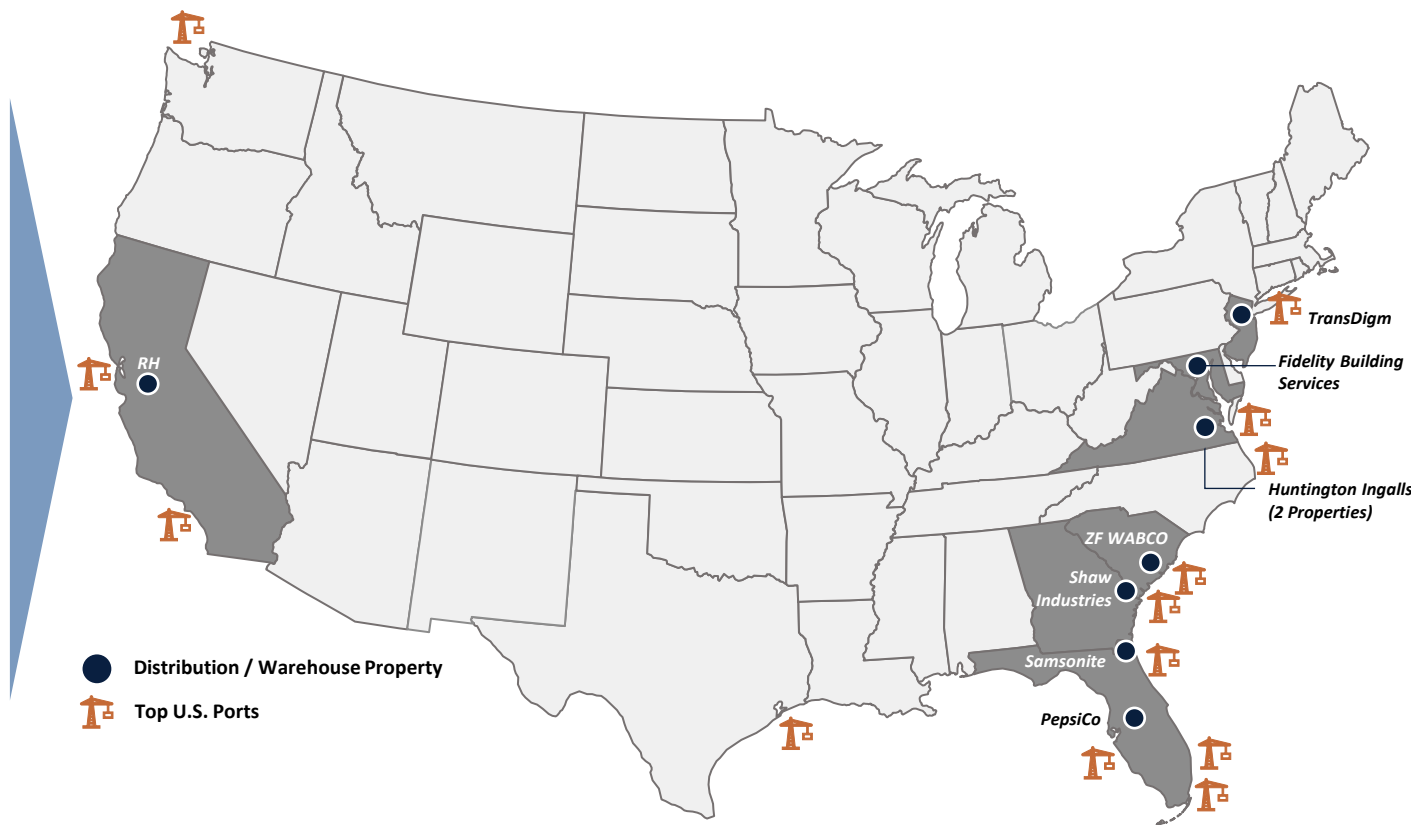 RH
TransDigm
Fidelity Building
Services
Huntington Ingalls
(2 Properties)
ZF WABCO
Shaw
Industries
Samsonite
PepsiCo
Distribution / Warehouse Property
Top U.S. Ports